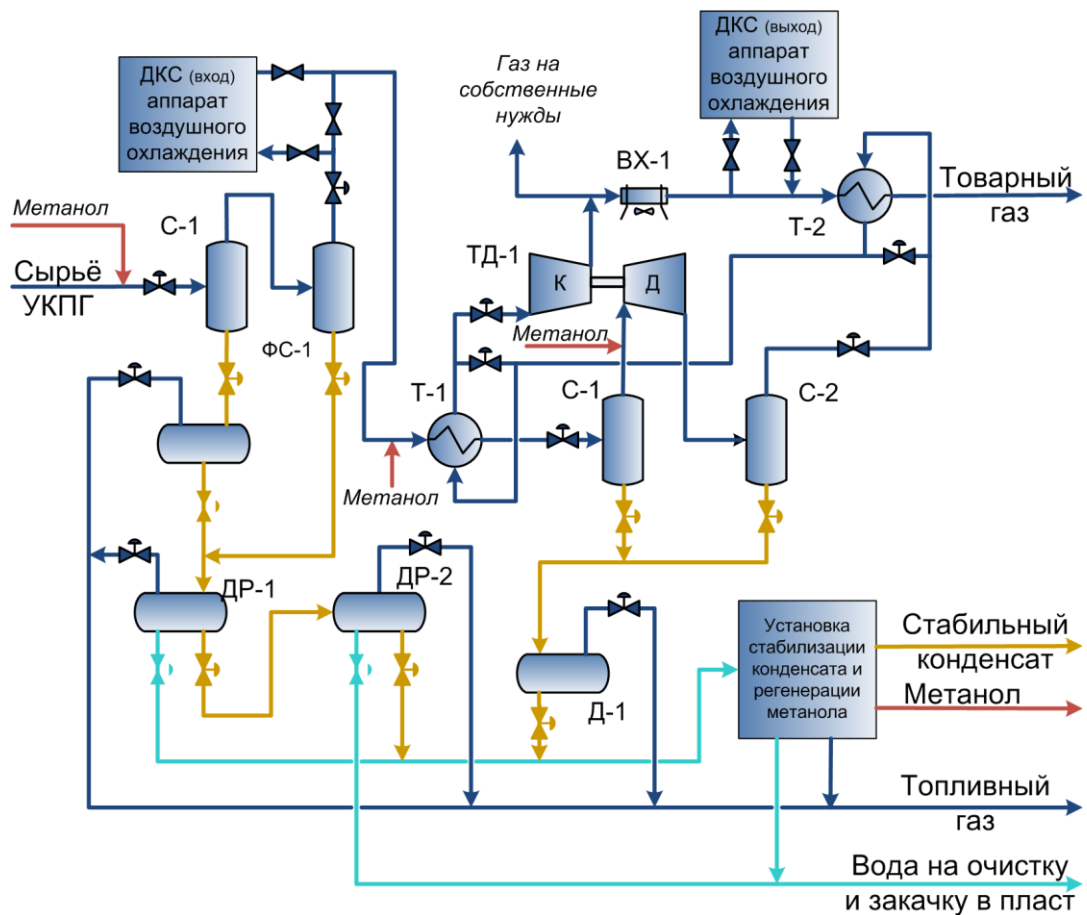 ДКС (вход)
аппарат
воздушного
охлаждения
Газ на
собственные
нужды
ДКС (выход)
аппарат
воздушного
охлаждения
ВХ-1
Товарный
газ
Т-2
Метанол
С-1
Сырьё
УКПГ
ФС-1
ТД-1
К
Д
Метанол
Т-1
С-1
С-2
Метанол
ДР-1
ДР-2
Д-1
Установка
стабилизации
конденсата и
регенерации
метанола
Стабильный
конденсат
Метанол
Топливный
газ
Вода на очистку
и закачку в пласт